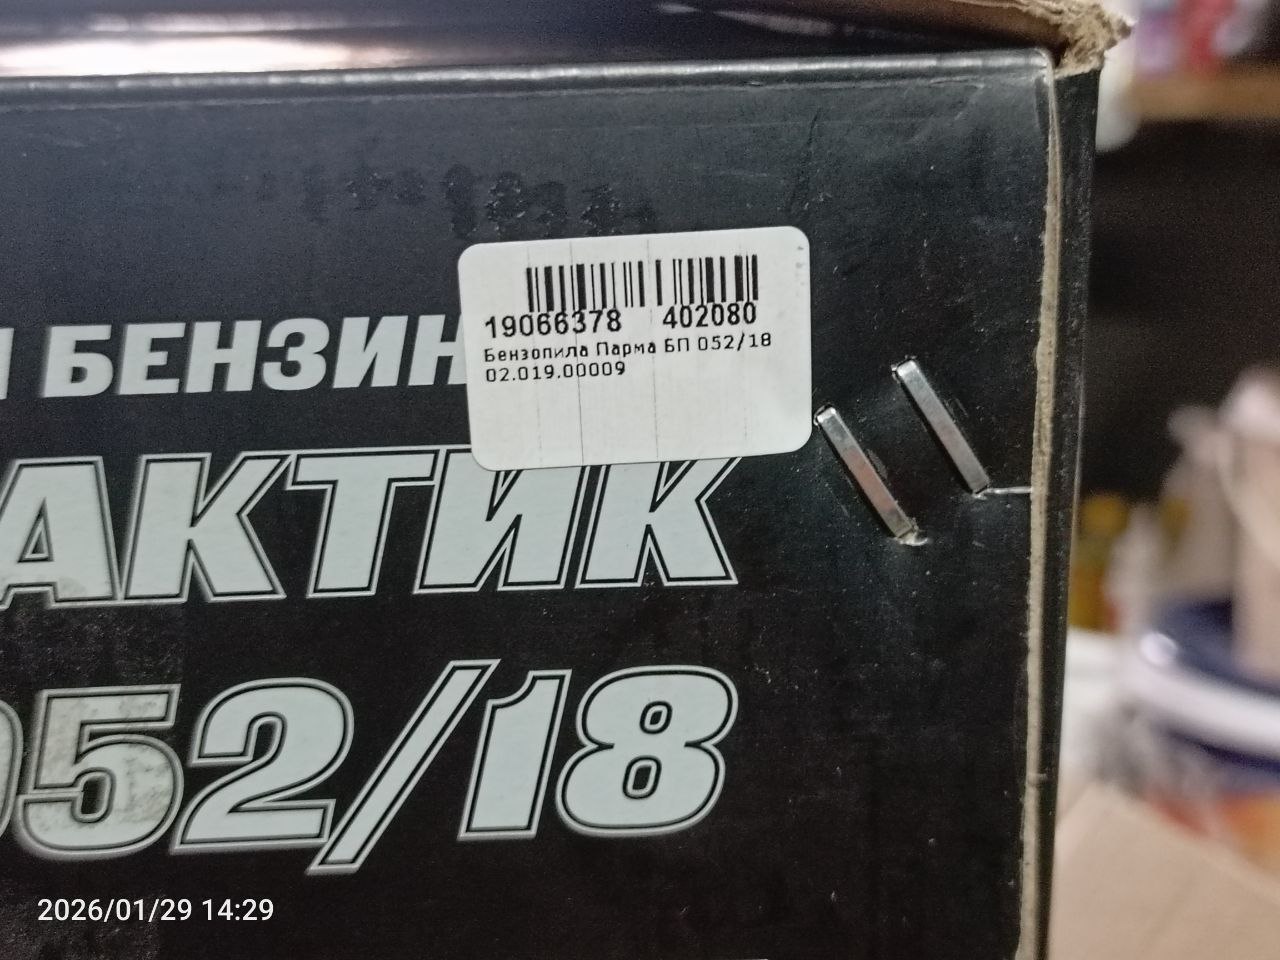 БЕНЗИН
19066378 402080
Бензопила Парма БП 052/18
02.019.00009
АКТИК
052/18
2026/01/29 14:29